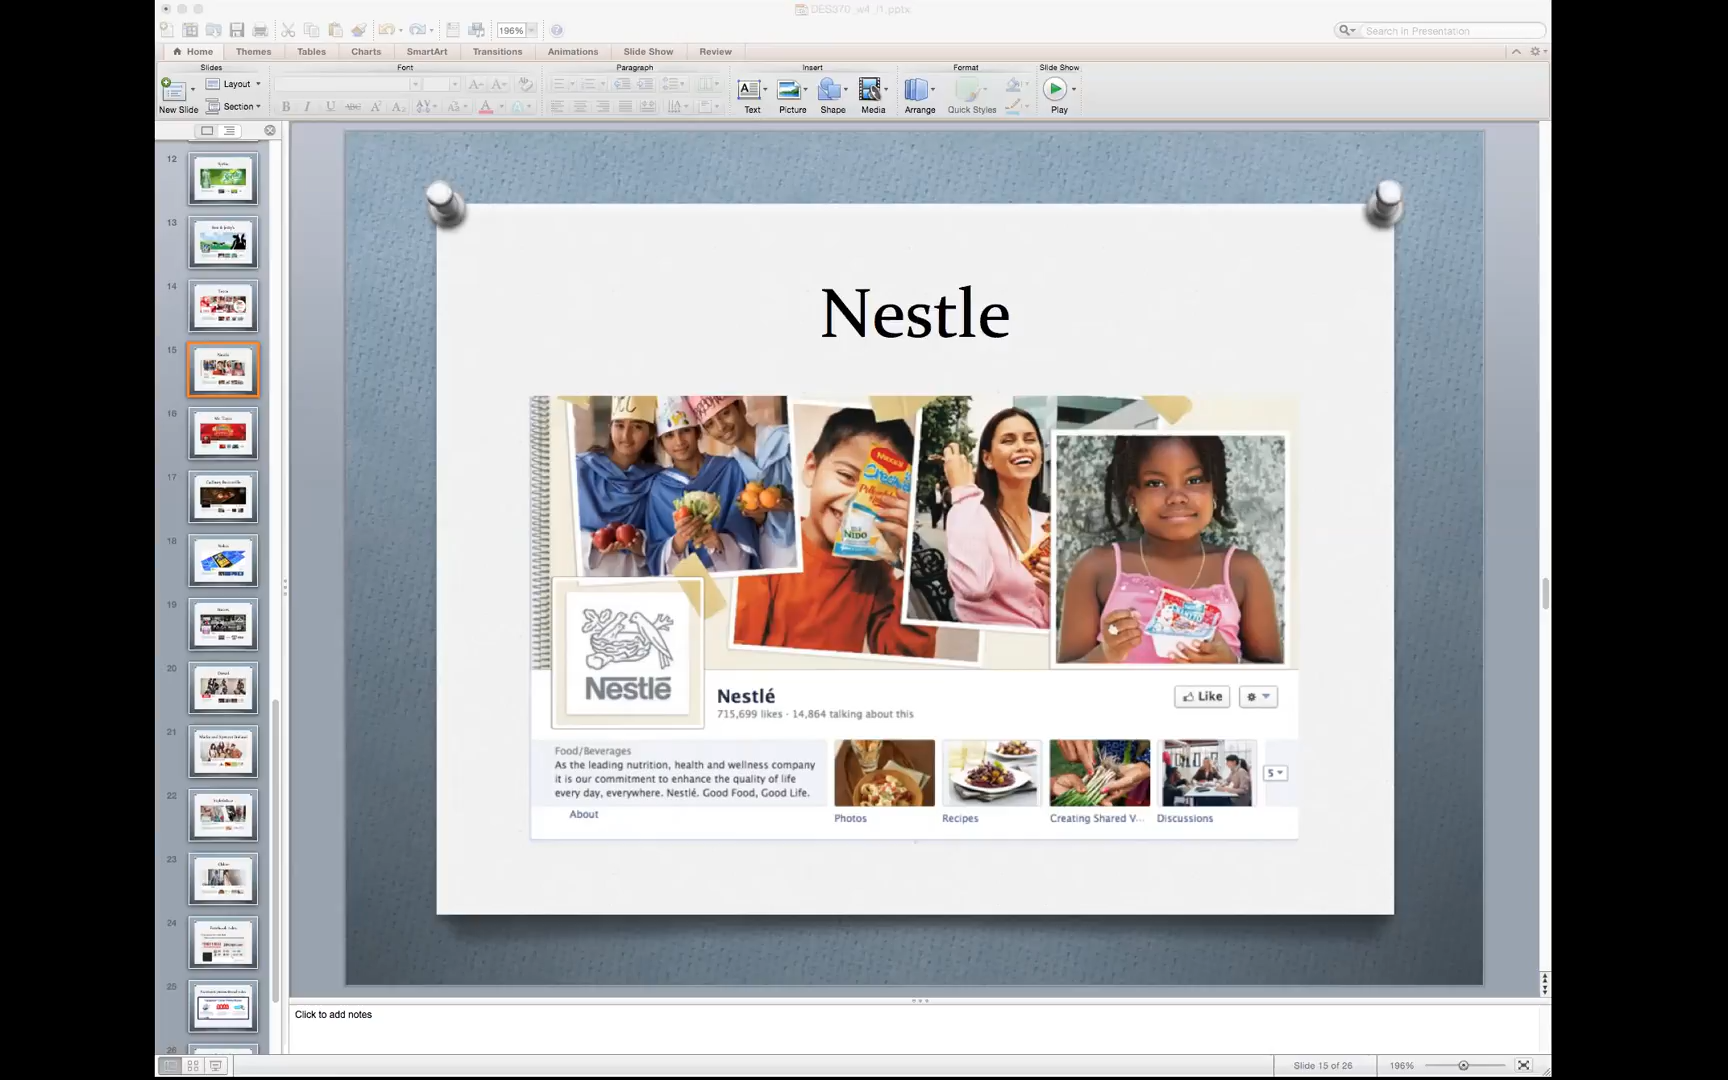 DES370_w4_l1.pptx
196%
Search in Presentation
Home
Themes
Tables
Charts
SmartArt
Transitions
Animations
Slide Show
Review
Slides
Font
Paragraph
Insert
Format
Slide Show
New Slide
Layout
Section
B I U ABC A² A₂
Text
Picture
Shape
Media
Arrange
Quick Styles
Play
12
13
14
15
16
17
18
19
20
21
22
23
24
25
26
Nestle
NIDO
Nestlé
Nestlé
715,699 likes · 14,864 talking about this
Like
Food/Beverages
As the leading nutrition, health and wellness company
it is our commitment to enhance the quality of life
every day, everywhere. Nestlé. Good Food, Good Life.
About
Photos
Recipes
Creating Shared V...
Discussions
5
Click to add notes
Slide 15 of 26
196%